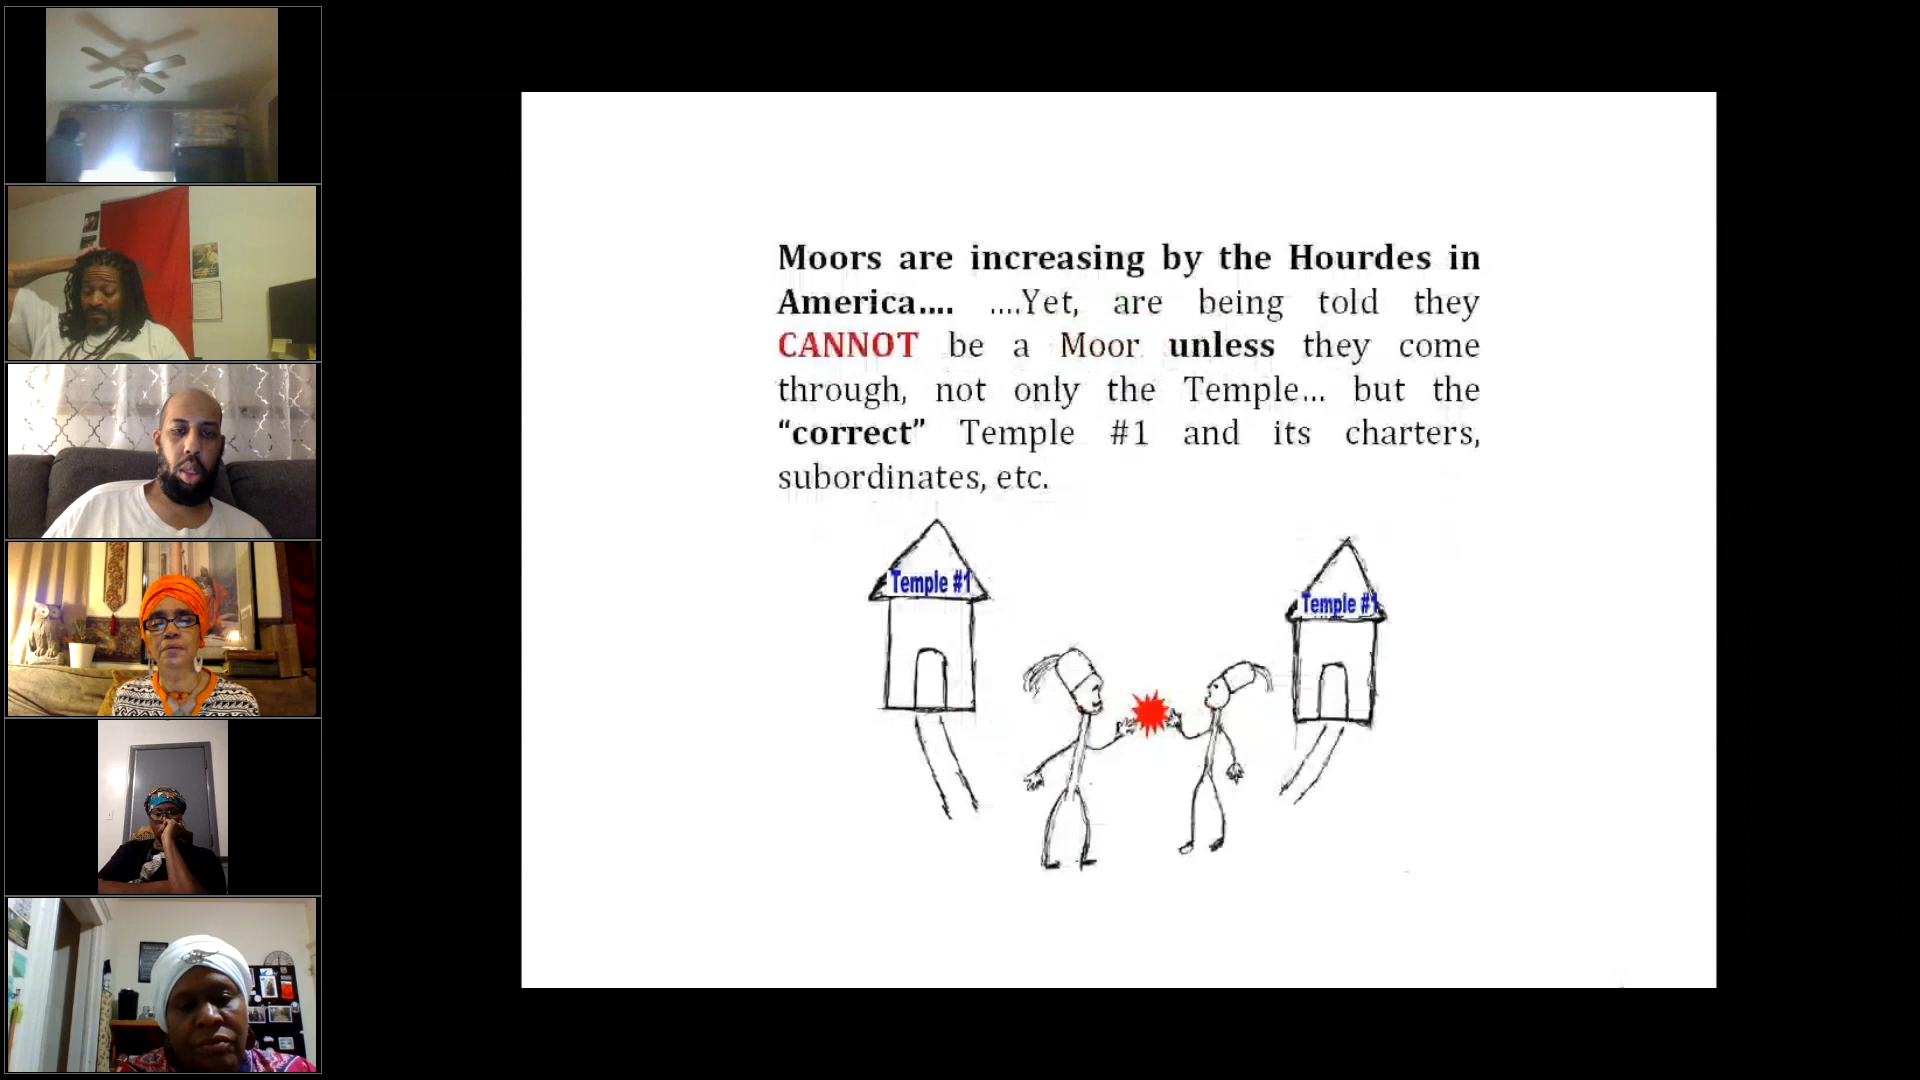 Moors are increasing by the Hourdes in
America.... ....Yet, are being told they
CANNOT be a Moor unless they come
through, not only the Temple... but the
“correct” Temple #1 and its charters,
subordinates, etc.
Temple #1
Temple #1